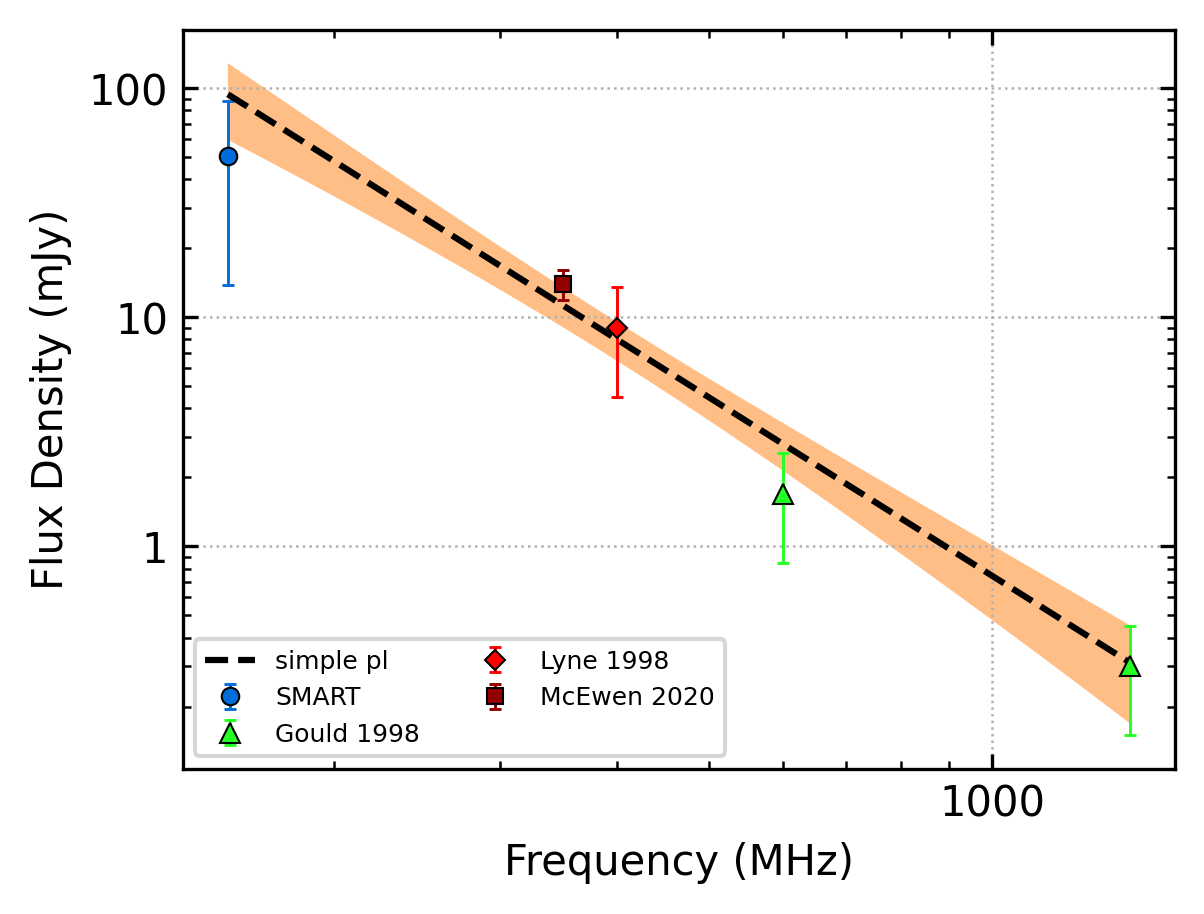 100
10
1
Flux Density (mJy)
simple pl
SMART
Gould 1998
Lyne 1998
McEwen 2020
1000
Frequency (MHz)